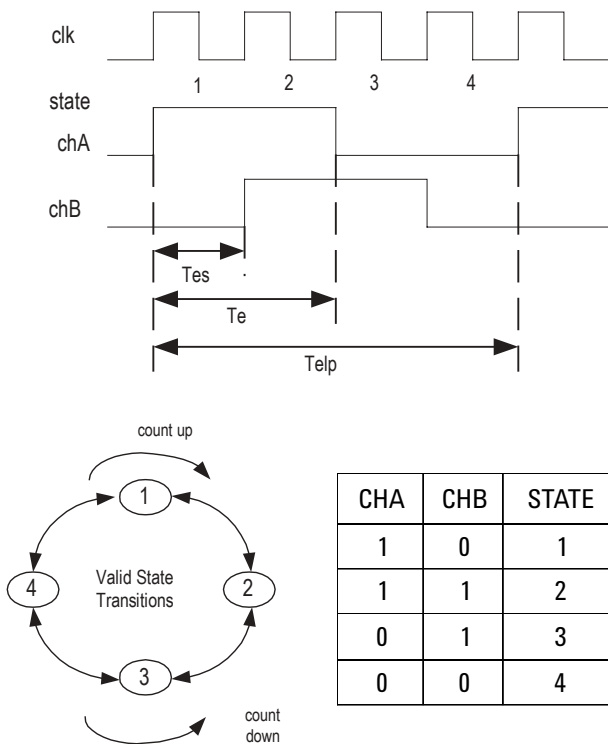 clk
1 2 3 4
state
chA
chB
Tes
Te
Telp
count up
1
4
Valid State
Transitions
2
3
count
down
CHA CHB STATE
1 0 1
1 1 2
0 1 3
0 0 4